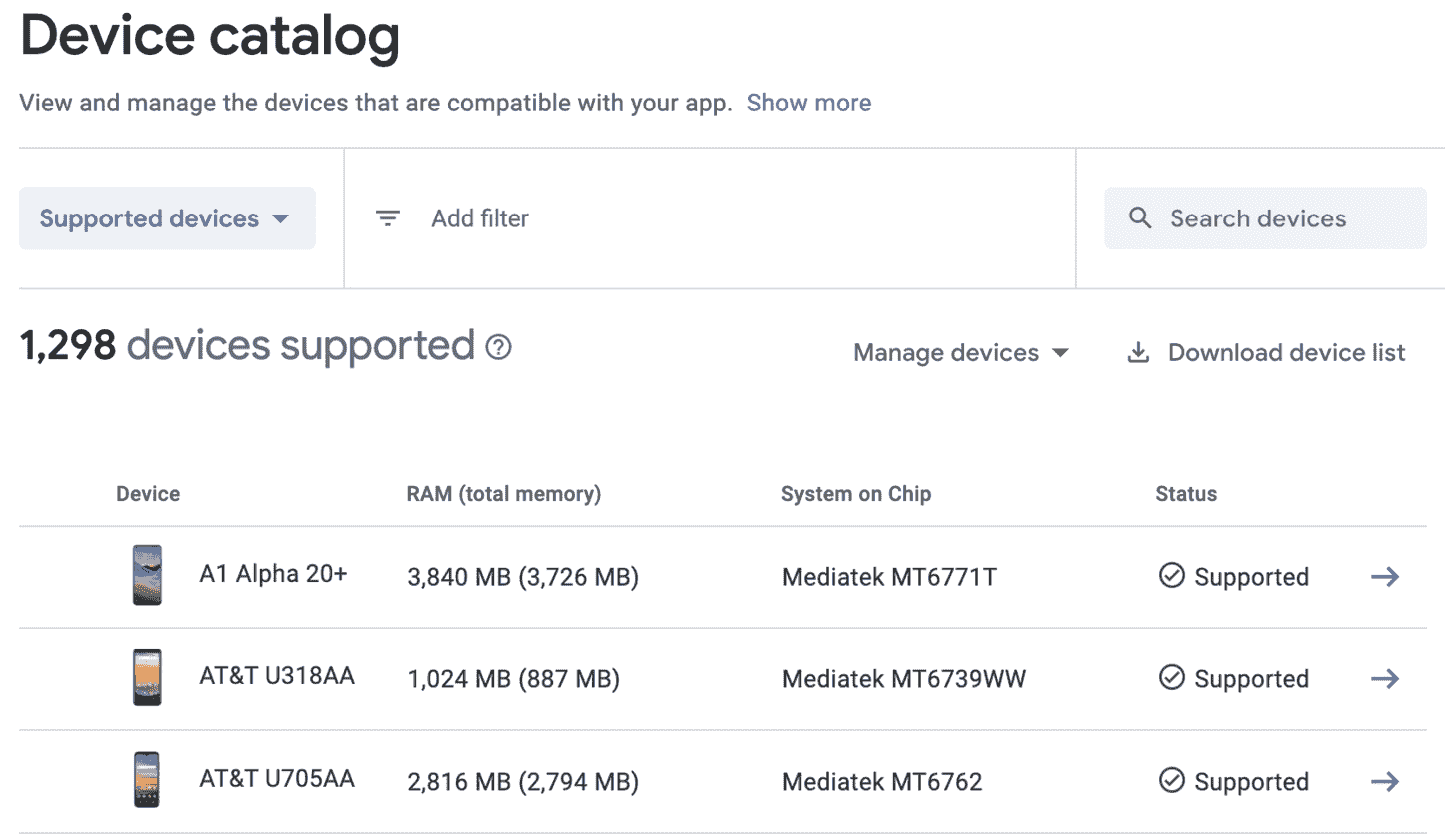 Device catalog
View and manage the devices that are compatible with your app. Show more
Supported devices
Add filter
Search devices
1,298 devices supported
Manage devices
Download device list
Device RAM (total memory) System on Chip Status
A1 Alpha 20+ 3,840 MB (3,726 MB) Mediatek MT6771T Supported
AT&T U318AA 1,024 MB (887 MB) Mediatek MT6739WW Supported
AT&T U705AA 2,816 MB (2,794 MB) Mediatek MT6762 Supported